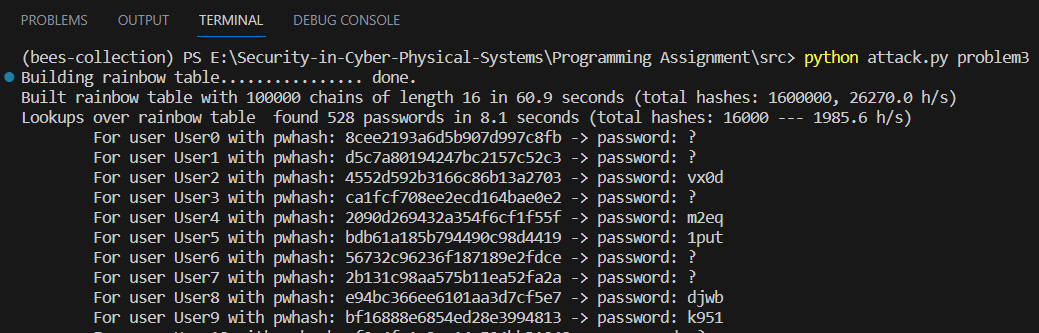 PROBLEMS OUTPUT TERMINAL DEBUG CONSOLE
(bees-collection) PS E:\Security-in-Cyber-Physical-Systems\Programming Assignment\src> python attack.py problem3
Building rainbow table................ done.
Built rainbow table with 100000 chains of length 16 in 60.9 seconds (total hashes: 1600000, 26270.0 h/s)
Lookups over rainbow table  found 528 passwords in 8.1 seconds (total hashes: 16000 --- 1985.6 h/s)
For user User0 with pwhash: 8cee2193a6d5b907d997c8fb -> password: ?
For user User1 with pwhash: d5c7a80194247bc2157c52c3 -> password: ?
For user User2 with pwhash: 4552d592b3166c86b13a2703 -> password: vx0d
For user User3 with pwhash: ca1fcf708ee2ecd164bae0e2 -> password: ?
For user User4 with pwhash: 2090d269432a354f6cf1f55f -> password: m2eq
For user User5 with pwhash: bdb61a185b794490c98d4419 -> password: 1put
For user User6 with pwhash: 56732c96236f187189e2fdce -> password: ?
For user User7 with pwhash: 2b131c98aa575b11ea52fa2a -> password: ?
For user User8 with pwhash: e94bc366ee6101aa3d7cf5e7 -> password: djwb
For user User9 with pwhash: bf16888e6854ed28e3994813 -> password: k951